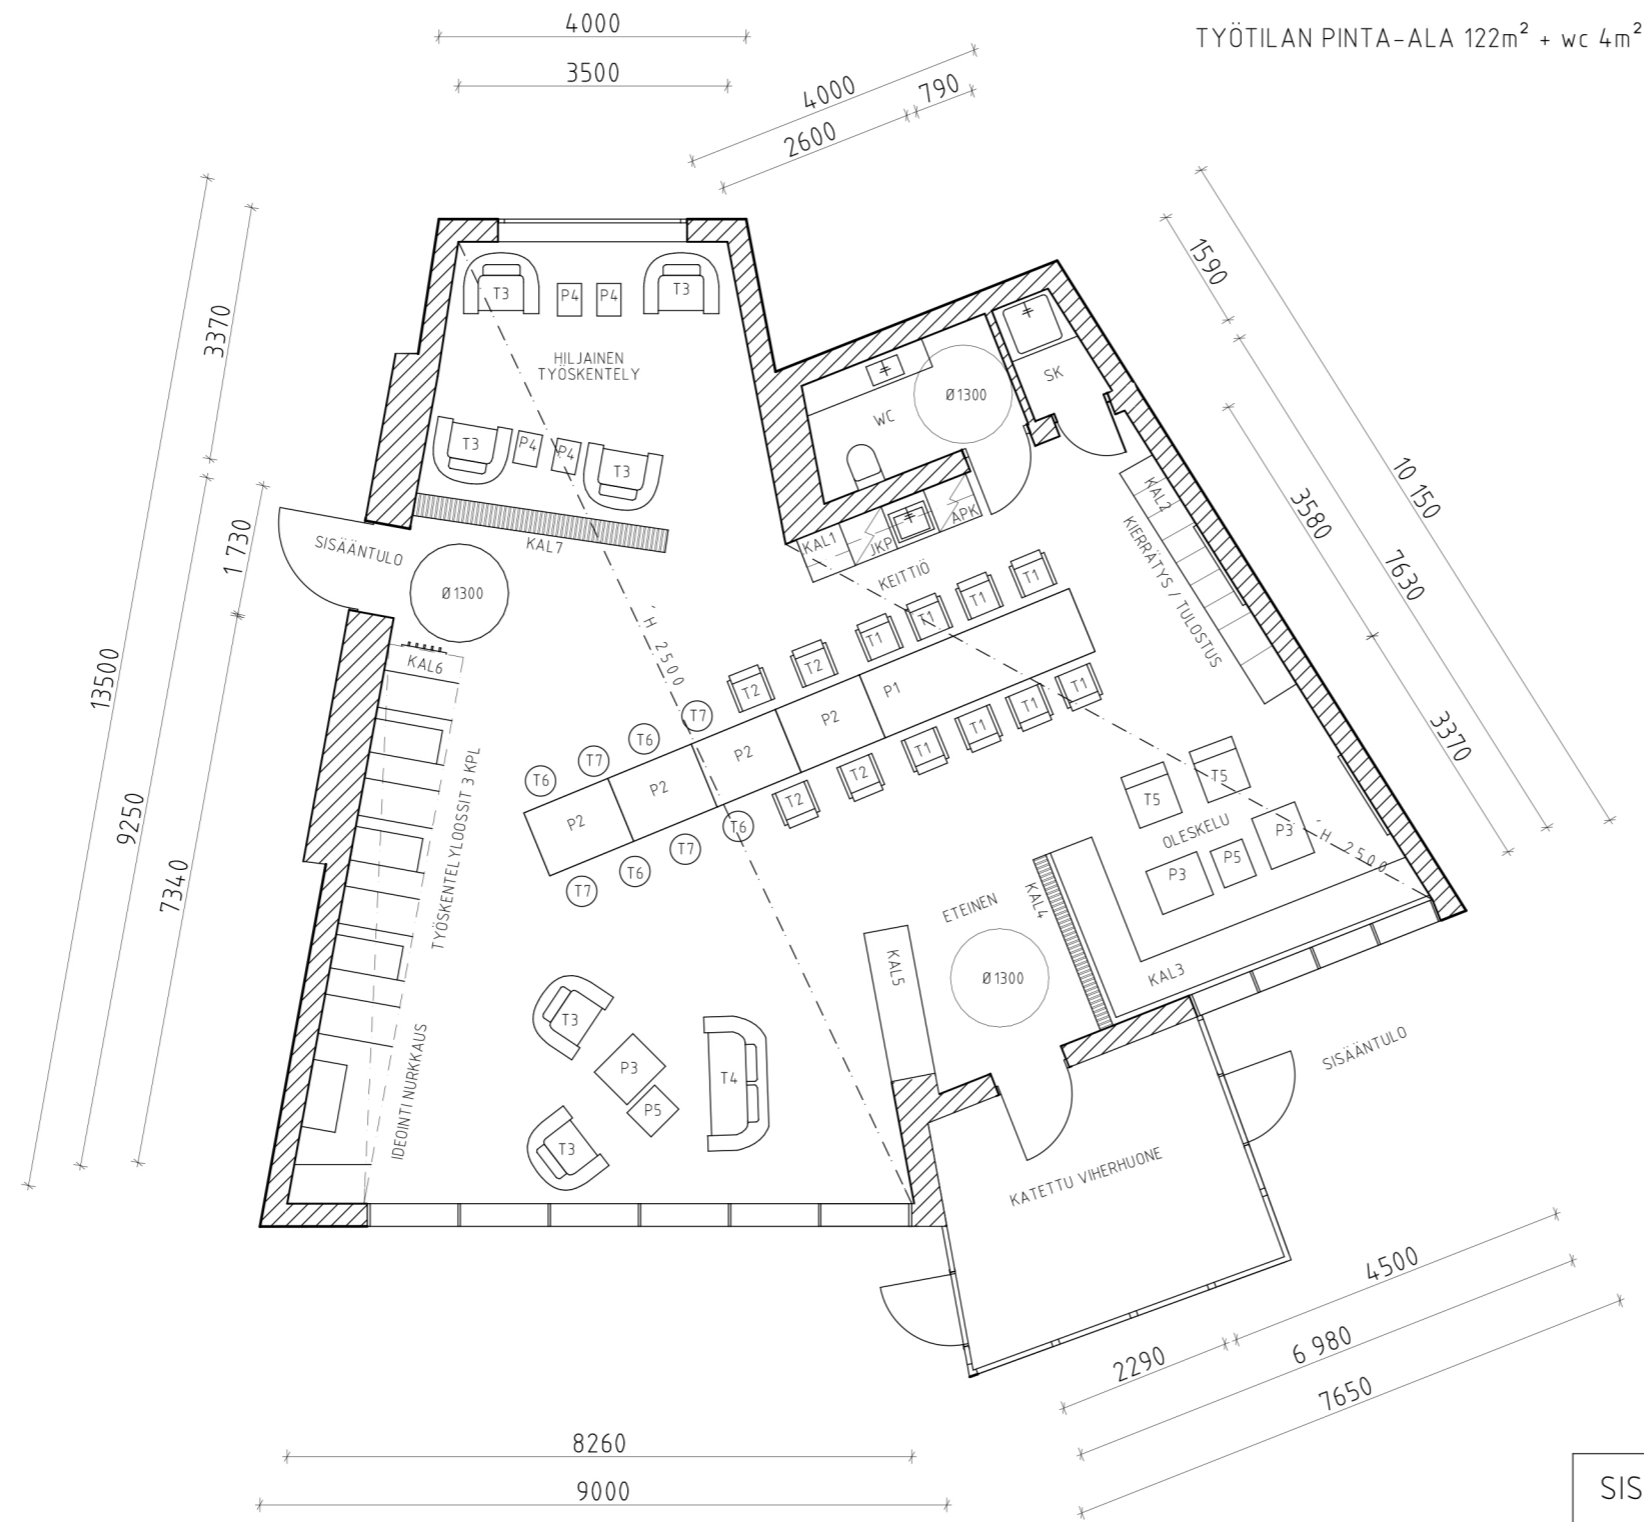 4000
3500
TYÖTILAN PINTA-ALA 122m² + wc 4m²
4000
790
2600
1590
10 150
3580
7630
3370
3370
1 730
13500
9250
7340
T3
P4
P4
T3
HILJAINEN
TYÖSKENTELY
T3
P4
P4
T3
KAL7
SISÄÄNTULO
Ø1300
KAL6
WC
Ø1300
SK
KAL1
JKP
APK
KEITTIÖ
KAL2
KIERRÄTYS / TULOSTUS
H 2500
T2
T2
T1
T1
T1
T1
T6
T7
T6
T7
P2
P2
P2
P2
P1
T7
T6
T7
T6
T2
T2
T1
T1
T1
T1
TYÖSKENTELYLOOSSIT 3 KPL
IDEOINTI NURKKAUS
T5
T5
OLESKELU
P3
P5
P3
H 2500
ETEINEN
KAL4
KAL5
Ø1300
KAL3
T3
P3
P5
T4
T3
SISÄÄNTULO
KATETTU VIHERHUONE
4500
2290
6 980
7650
8260
9000
SIS